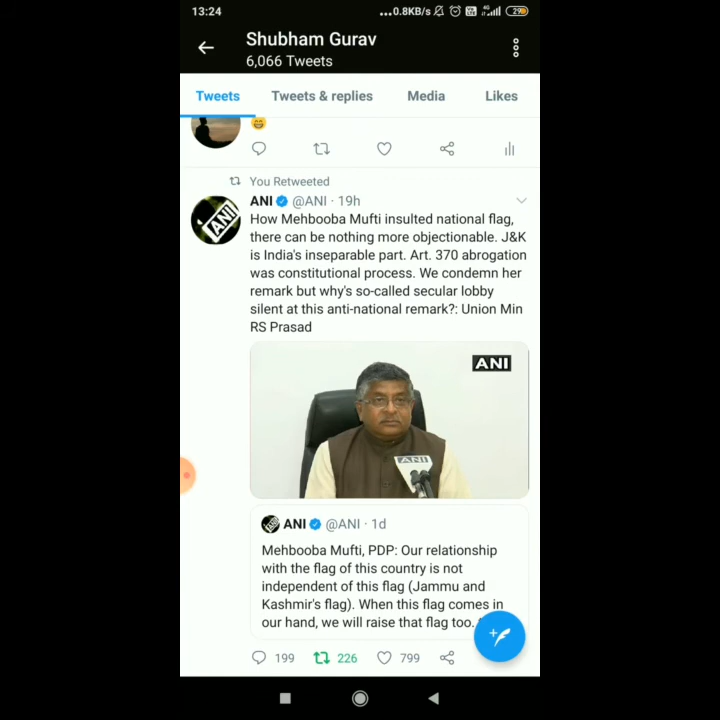 13:24
...0.8KB/s 4G 29
Shubham Gurav
6,066 Tweets
Tweets Tweets & replies Media Likes
You Retweeted
ANI @ANI · 19h
How Mehbooba Mufti insulted national flag,
there can be nothing more objectionable. J&K
is India's inseparable part. Art. 370 abrogation
was constitutional process. We condemn her
remark but why's so-called secular lobby
silent at this anti-national remark?: Union Min
RS Prasad
ANI
ANI
ANI
ANI @ANI · 1d
Mehbooba Mufti, PDP: Our relationship
with the flag of this country is not
independent of this flag (Jammu and
Kashmir's flag). When this flag comes in
our hand, we will raise that flag too.
199 226 799